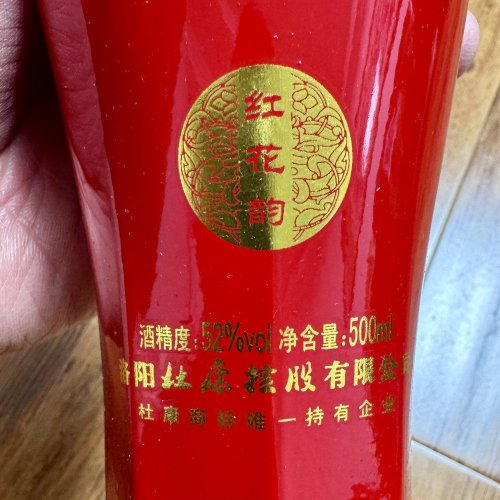 红花韵
酒精度:52%vol 净含量:500ml
洛阳杜康控股有限公司
杜康商标唯一持有企业